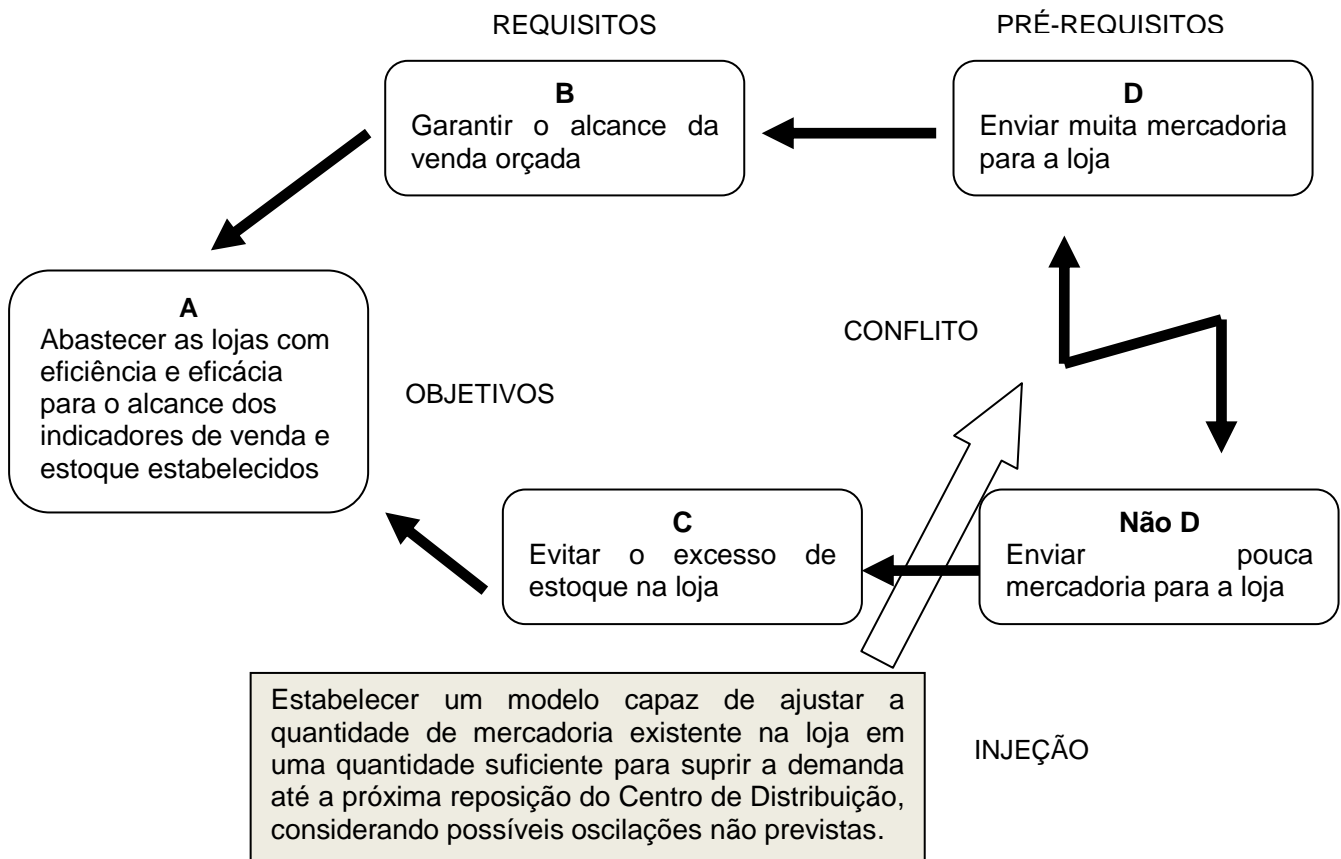 REQUISITOS
PRÉ-REQUISITOS
B
Garantir o alcance da
venda orçada
D
Enviar muita mercadoria
para a loja
A
Abastecer as lojas com
eficiência e eficácia
para o alcance dos
indicadores de venda e
estoque estabelecidos
OBJETIVOS
CONFLITO
C
Evitar o excesso de
estoque na loja
Não D
Enviar pouca
mercadoria para a loja
Estabelecer um modelo capaz de ajustar a
quantidade de mercadoria existente na loja em
uma quantidade suficiente para suprir a demanda
até a próxima reposição do Centro de Distribuição,
considerando possíveis oscilações não previstas.
INJEÇÃO